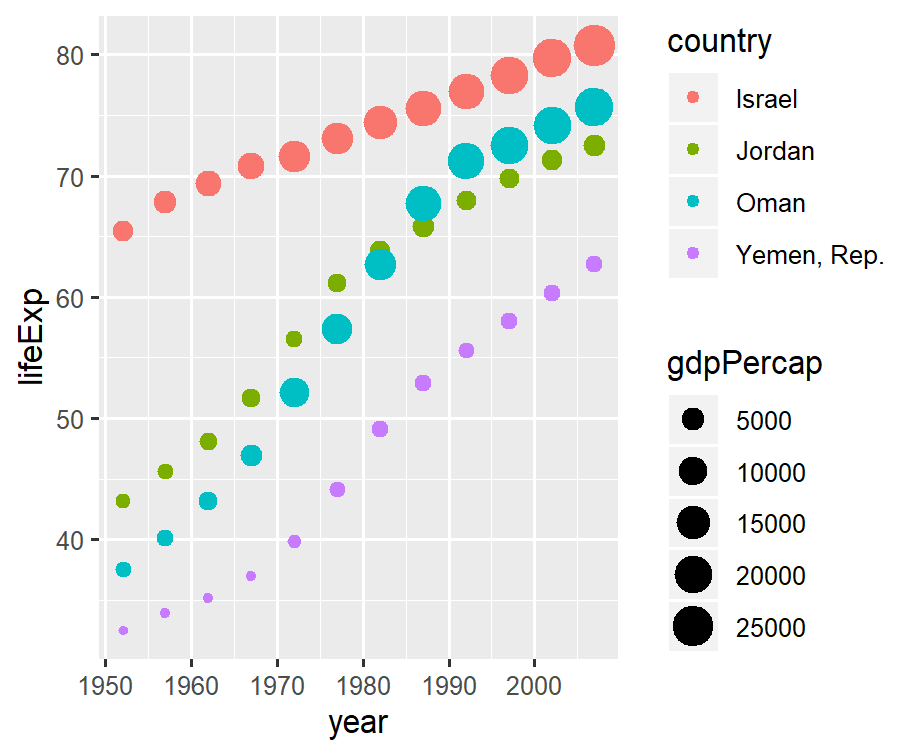 80
70
60
50
40
lifeExp
1950 1960 1970 1980 1990 2000
year
country
Israel
Jordan
Oman
Yemen, Rep.
gdpPercap
5000
10000
15000
20000
25000